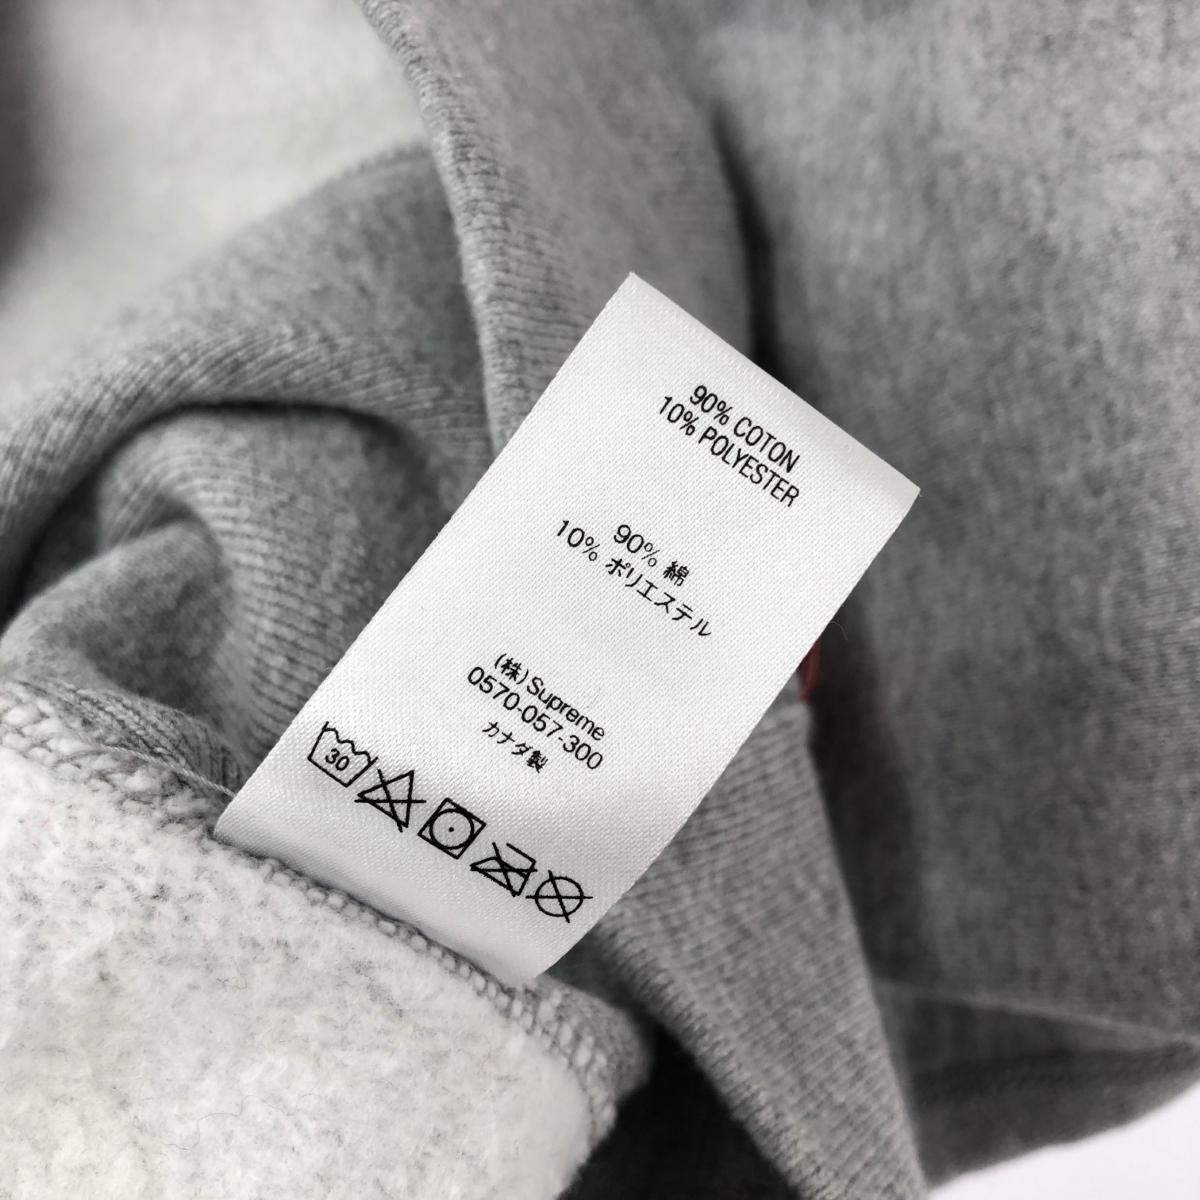 90% COTON
10% POLYESTER
90% 綿
10% ポリエステル
(株)Supreme
0570-057-300
カナダ製
30